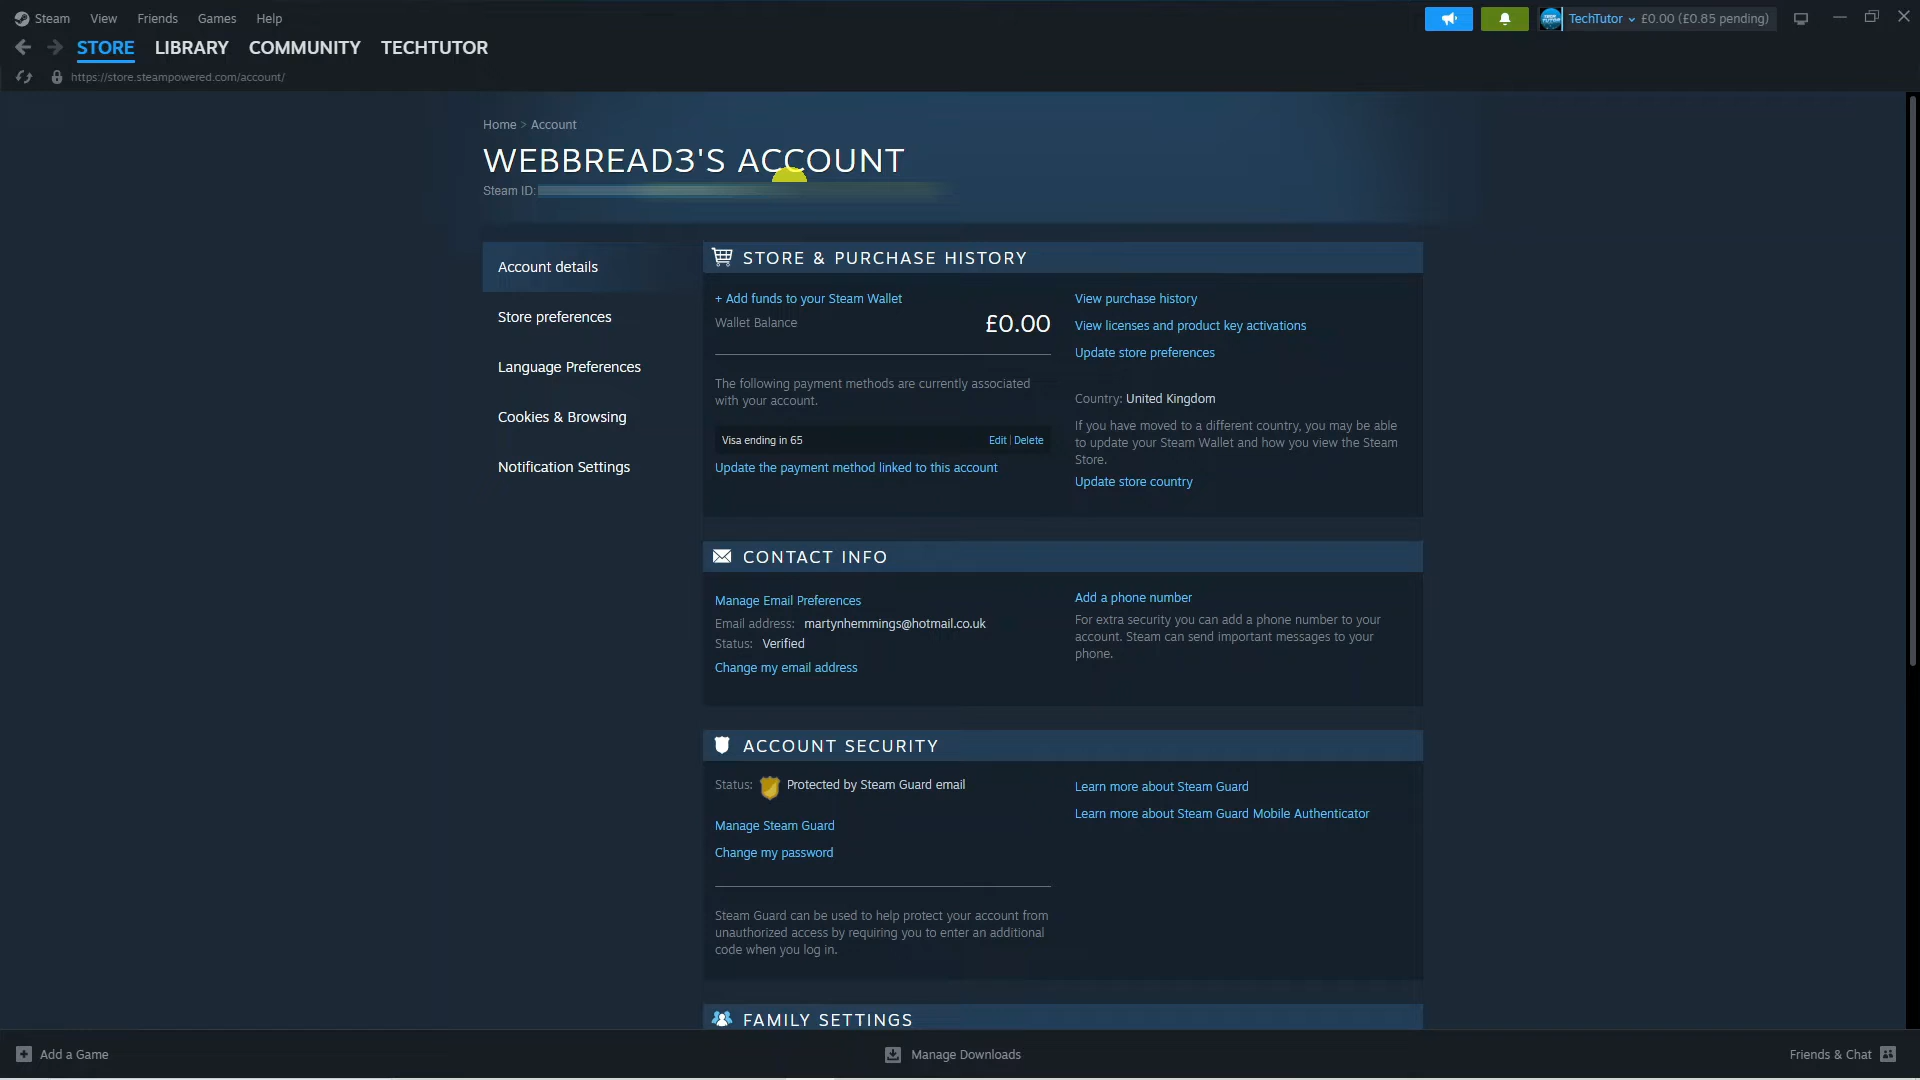 Steam View Friends Games Help
TechTutor £0.00 (£0.85 pending)
STORE LIBRARY COMMUNITY TECHTUTOR
https://store.steampowered.com/account/
Home > Account
WEBBREAD3'S ACCOUNT
Steam ID:
Account details
Store preferences
Language Preferences
Cookies & Browsing
Notification Settings
STORE & PURCHASE HISTORY
+ Add funds to your Steam Wallet
Wallet Balance £0.00
The following payment methods are currently associated
with your account.
Visa ending in 65 Edit | Delete
Update the payment method linked to this account
View purchase history
View licenses and product key activations
Update store preferences
Country: United Kingdom
If you have moved to a different country, you may be able
to update your Steam Wallet and how you view the Steam
Store.
Update store country
CONTACT INFO
Manage Email Preferences
Email address: martynhemmings@hotmail.co.uk
Status: Verified
Change my email address
Add a phone number
For extra security you can add a phone number to your
account. Steam can send important messages to your
phone.
ACCOUNT SECURITY
Status: Protected by Steam Guard email
Manage Steam Guard
Change my password
Steam Guard can be used to help protect your account from
unauthorized access by requiring you to enter an additional
code when you log in.
Learn more about Steam Guard
Learn more about Steam Guard Mobile Authenticator
FAMILY SETTINGS
Add a Game Manage Downloads Friends & Chat